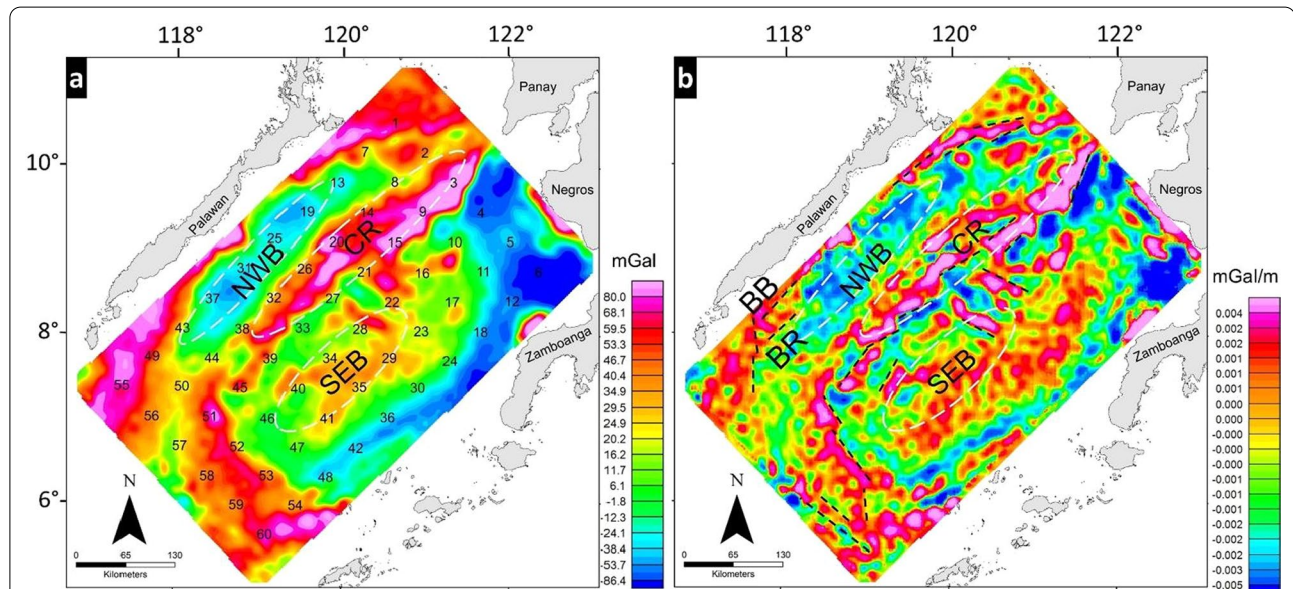 118° 120° 122° 118° 120° 122°
a b
Panay Panay
10° 10°
Negros Negros
Palawan Palawan
8° 8°
Zamboanga Zamboanga
6° 6°
1
7 2
13 8 3
19 14 9 4
25 20 15 10 5
31 26 21 16 11 6
37 32 27 22 17 12
43 38 33 28 23 18
49 44 39 34 29 24
55 50 45 40 35 30
56 51 46 41 36
57 52 47 42
58 53 48
59 54
60
NWB CR SEB
BB BR NWB CR SEB
N N
0 65 130
Kilometers
0 65 130
Kilometers
mGal
80.0
68.1
59.5
53.3
46.7
40.4
34.9
29.5
24.9
20.2
16.2
11.7
6.1
-1.8
-12.3
-24.1
-38.4
-53.7
-86.4
mGal/m
0.004
0.002
0.002
0.001
0.001
0.001
0.000
0.000
-0.000
-0.000
-0.001
-0.001
-0.001
-0.002
-0.002
-0.003
-0.005